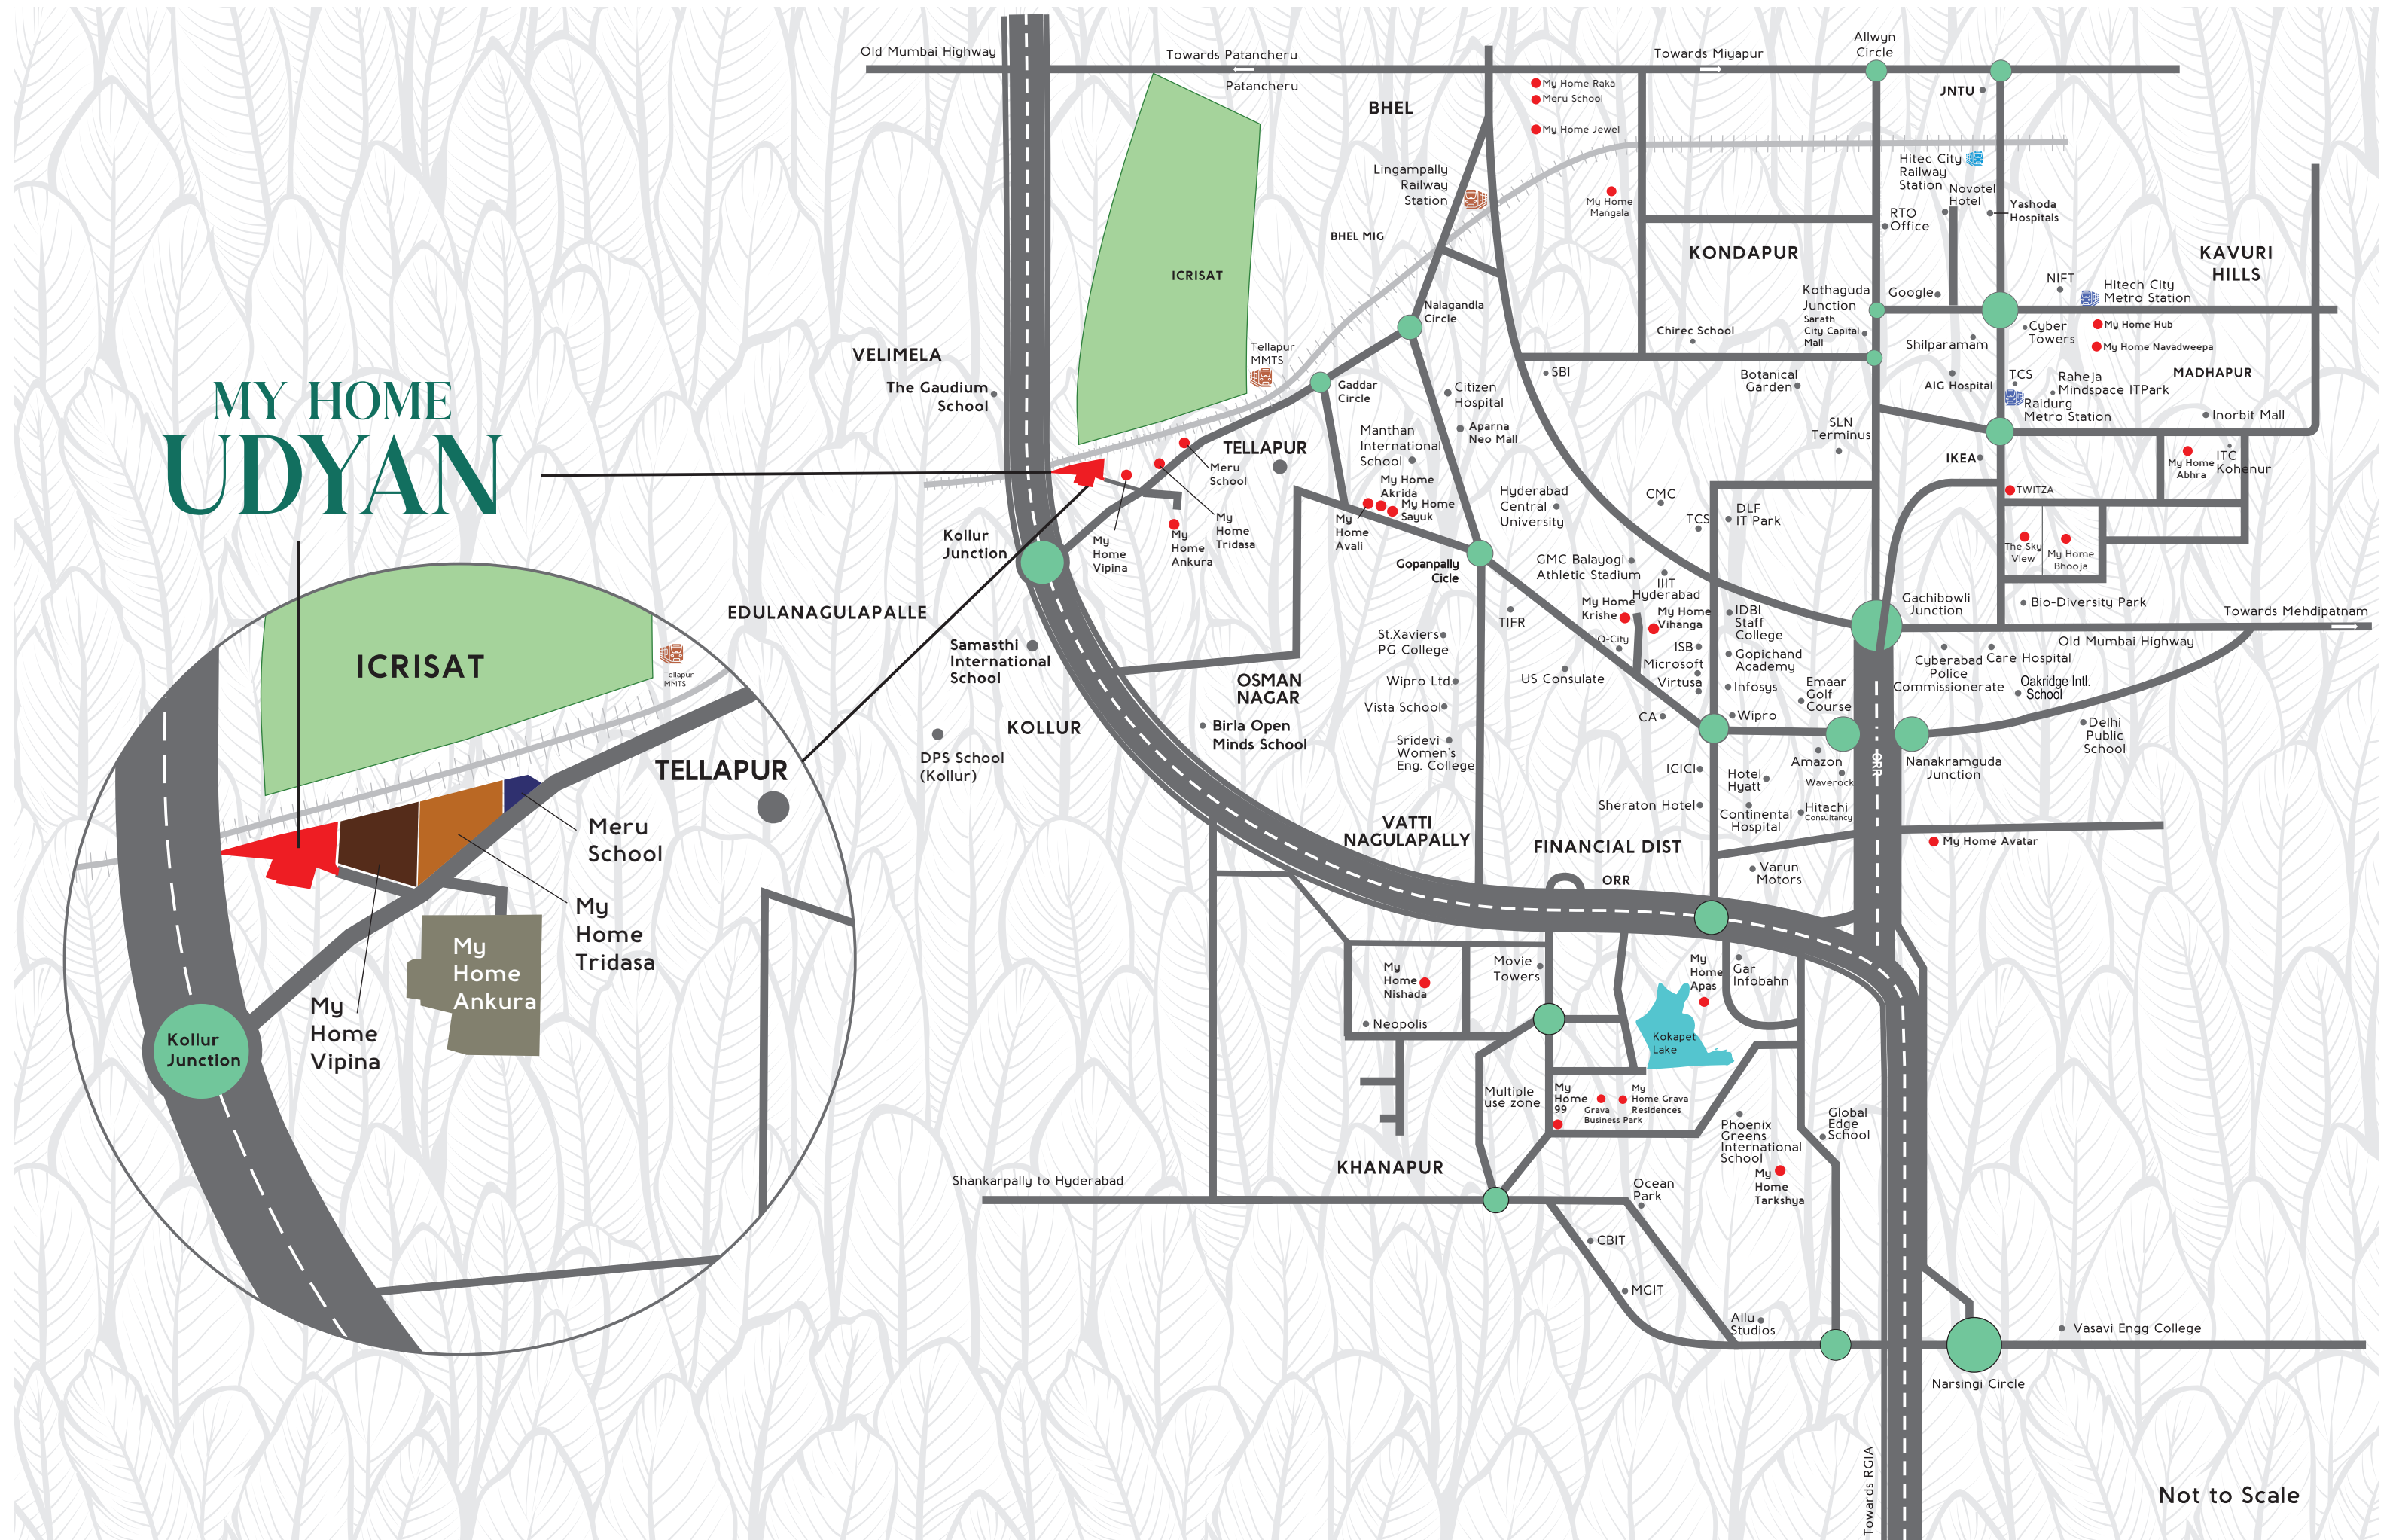 MY HOME
UDYAN
Old Mumbai Highway
Towards Patancheru
Patancheru
Towards Miyapur
Allwyn
Circle
JNTU
BHEL
My Home Raka
Meru School
My Home Jewel
Lingampally
Railway
Station
My Home
Mangala
BHEL MIG
ICRISAT
Hitec City
Railway
Station
Novotel
Hotel
Yashoda
Hospitals
RTO
Office
KONDAPUR
KAVURI
HILLS
NIFT
Hitech City
Metro Station
Kothaguda
Junction
Google
Sarath
City Capital
Mall
Chirec School
Nalagandla
Circle
Cyber
Towers
My Home Hub
My Home Navadweepa
Shilparamam
VELIMELA
The Gaudium
School
Tellapur
MMTS
Gaddar
Circle
SBI
Botanical
Garden
AIG Hospital
TCS
Raheja
Mindspace ITPark
MADHAPUR
Raidurg
Metro Station
Inorbit Mall
Citizen
Hospital
Aparna
Neo Mall
Manthan
International
School
SLN
Terminus
TELLAPUR
Meru
School
IKEA
My Home
Abhra
ITC
Kohenur
My Home
Akrida
My Home
Sayuk
My
Home
Avali
TWITZA
Hyderabad
Central
University
CMC
TCS
DLF
IT Park
My
Home
Tridasa
My
Home
Ankura
My
Home
Vipina
Kollur
Junction
Gopanpally
Cicle
The Sky
View
My Home
Bhooja
GMC Balayogi
Athletic Stadium
IIIT
Hyderabad
My Home
Krishe
My Home
Vihanga
Q-City
IDBI
Staff
College
Gachibowli
Junction
Bio-Diversity Park
Towards Mehdipatnam
Old Mumbai Highway
EDULANAGULAPALLE
Samasthi
International
School
TIFR
St.Xaviers
PG College
ISB
Microsoft
Virtusa
Gopichand
Academy
Infosys
Emaar
Golf
Course
Cyberabad
Police
Commissionerate
Care Hospital
Oakridge Intl.
School
US Consulate
Wipro Ltd.
Vista School
CA
Wipro
OSMAN
NAGAR
KOLLUR
Birla Open
Minds School
DPS School
(Kollur)
Sridevi
Women's
Eng. College
Delhi
Public
School
ORR
Amazon
Waverock
Nanakramguda
Junction
ICICI
Hotel
Hyatt
Sheraton Hotel
Continental
Hospital
Hitachi
Consultancy
VATTI
NAGULAPALLY
FINANCIAL DIST
ORR
Varun
Motors
My Home Avatar
Movie
Towers
My
Home
Nishada
Neopolis
My
Home
Apas
Gar
Infobahn
Kokapet
Lake
Multiple
use zone
My
Home
99
Grava
Business Park
My
Home Grava
Residences
Phoenix
Greens
International
School
Global
Edge
School
My
Home
Tarkshya
KHANAPUR
Shankarpally to Hyderabad
Ocean
Park
CBIT
MGIT
Allu
Studios
Vasavi Engg College
Narsingi Circle
Towards RGIA
Not to Scale
ICRISAT
Tellapur
MMTS
TELLAPUR
Meru
School
My
Home
Tridasa
My
Home
Ankura
My
Home
Vipina
Kollur
Junction